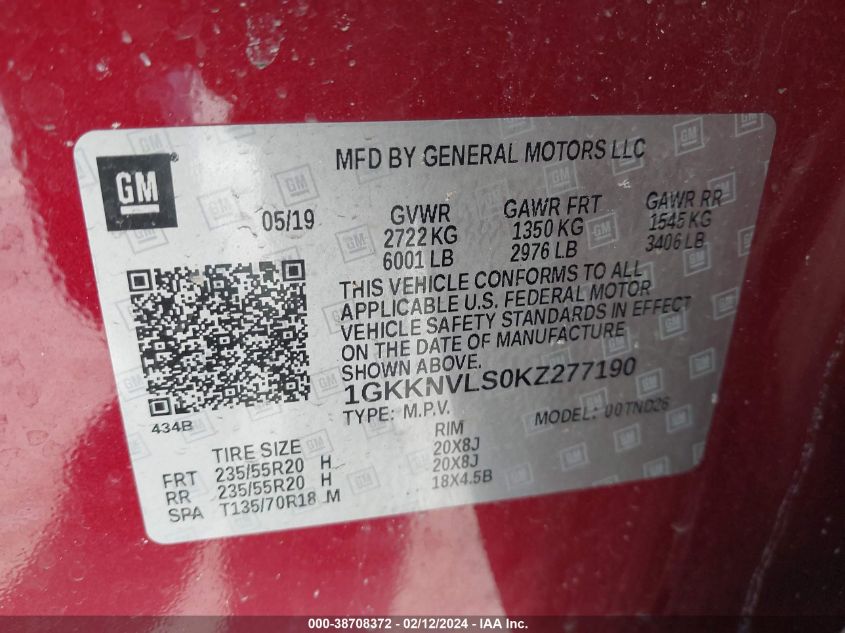 GM
MFD BY GENERAL MOTORS LLC
05/19
GVWR GAWR FRT GAWR RR
2722 KG 1350 KG 1545 KG
6001 LB 2976 LB 3406 LB
THIS VEHICLE CONFORMS TO ALL
APPLICABLE U.S. FEDERAL MOTOR
VEHICLE SAFETY STANDARDS IN EFFECT
ON THE DATE OF MANUFACTURE
SHOWN ABOVE.
1GKKNVLS0KZ277190
TYPE: M.P.V. MODEL: 00TND26
434B
TIRE SIZE RIM
FRT 235/55R20 H 20X8J
RR 235/55R20 H 20X8J
SPA T135/70R18 M 18X4.5B
000-38708372 - 02/12/2024 - IAA Inc.